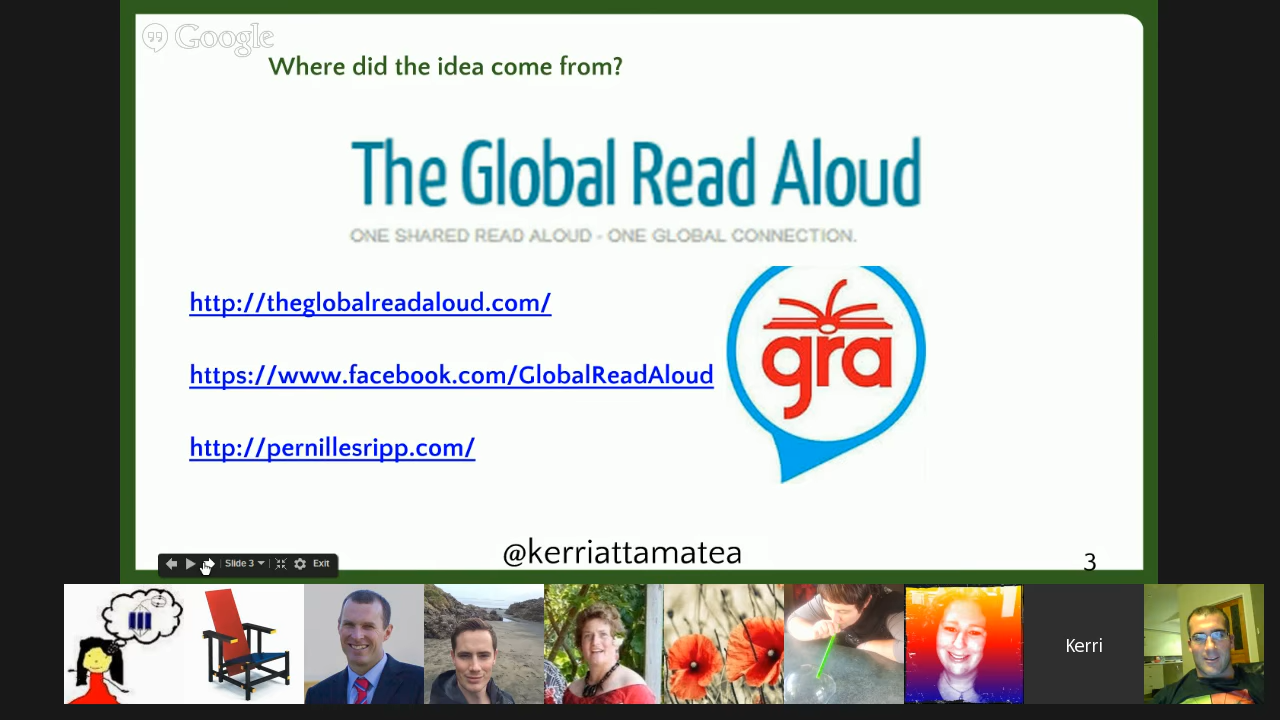 Google
Where did the idea come from?
The Global Read Aloud
ONE SHARED READ ALOUD - ONE GLOBAL CONNECTION.
http://theglobalreadaloud.com/
https://www.facebook.com/GlobalReadAloud
http://pernillesripp.com/
gra
@kerriattamatea
3
Slide 3
Exit
Kerri